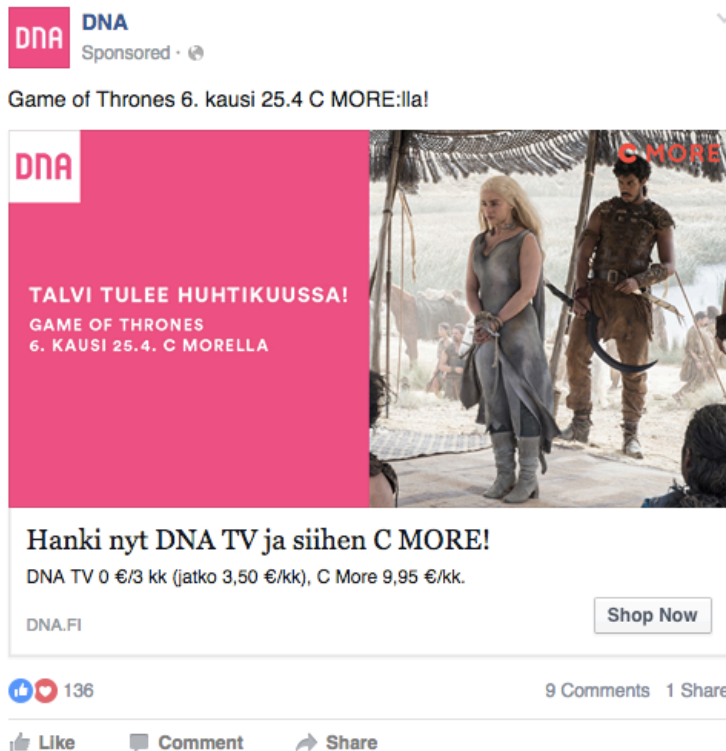 DNA
DNA
Sponsored ·
Game of Thrones 6. kausi 25.4 C MORE:lla!
DNA
C MORE
TALVI TULEE HUHTIKUUSSA!
GAME OF THRONES
6. KAUSI 25.4. C MORELLA
Hanki nyt DNA TV ja siihen C MORE!
DNA TV 0 €/3 kk (jatko 3,50 €/kk), C More 9,95 €/kk.
DNA.FI
Shop Now
136
9 Comments 1 Share
Like Comment Share